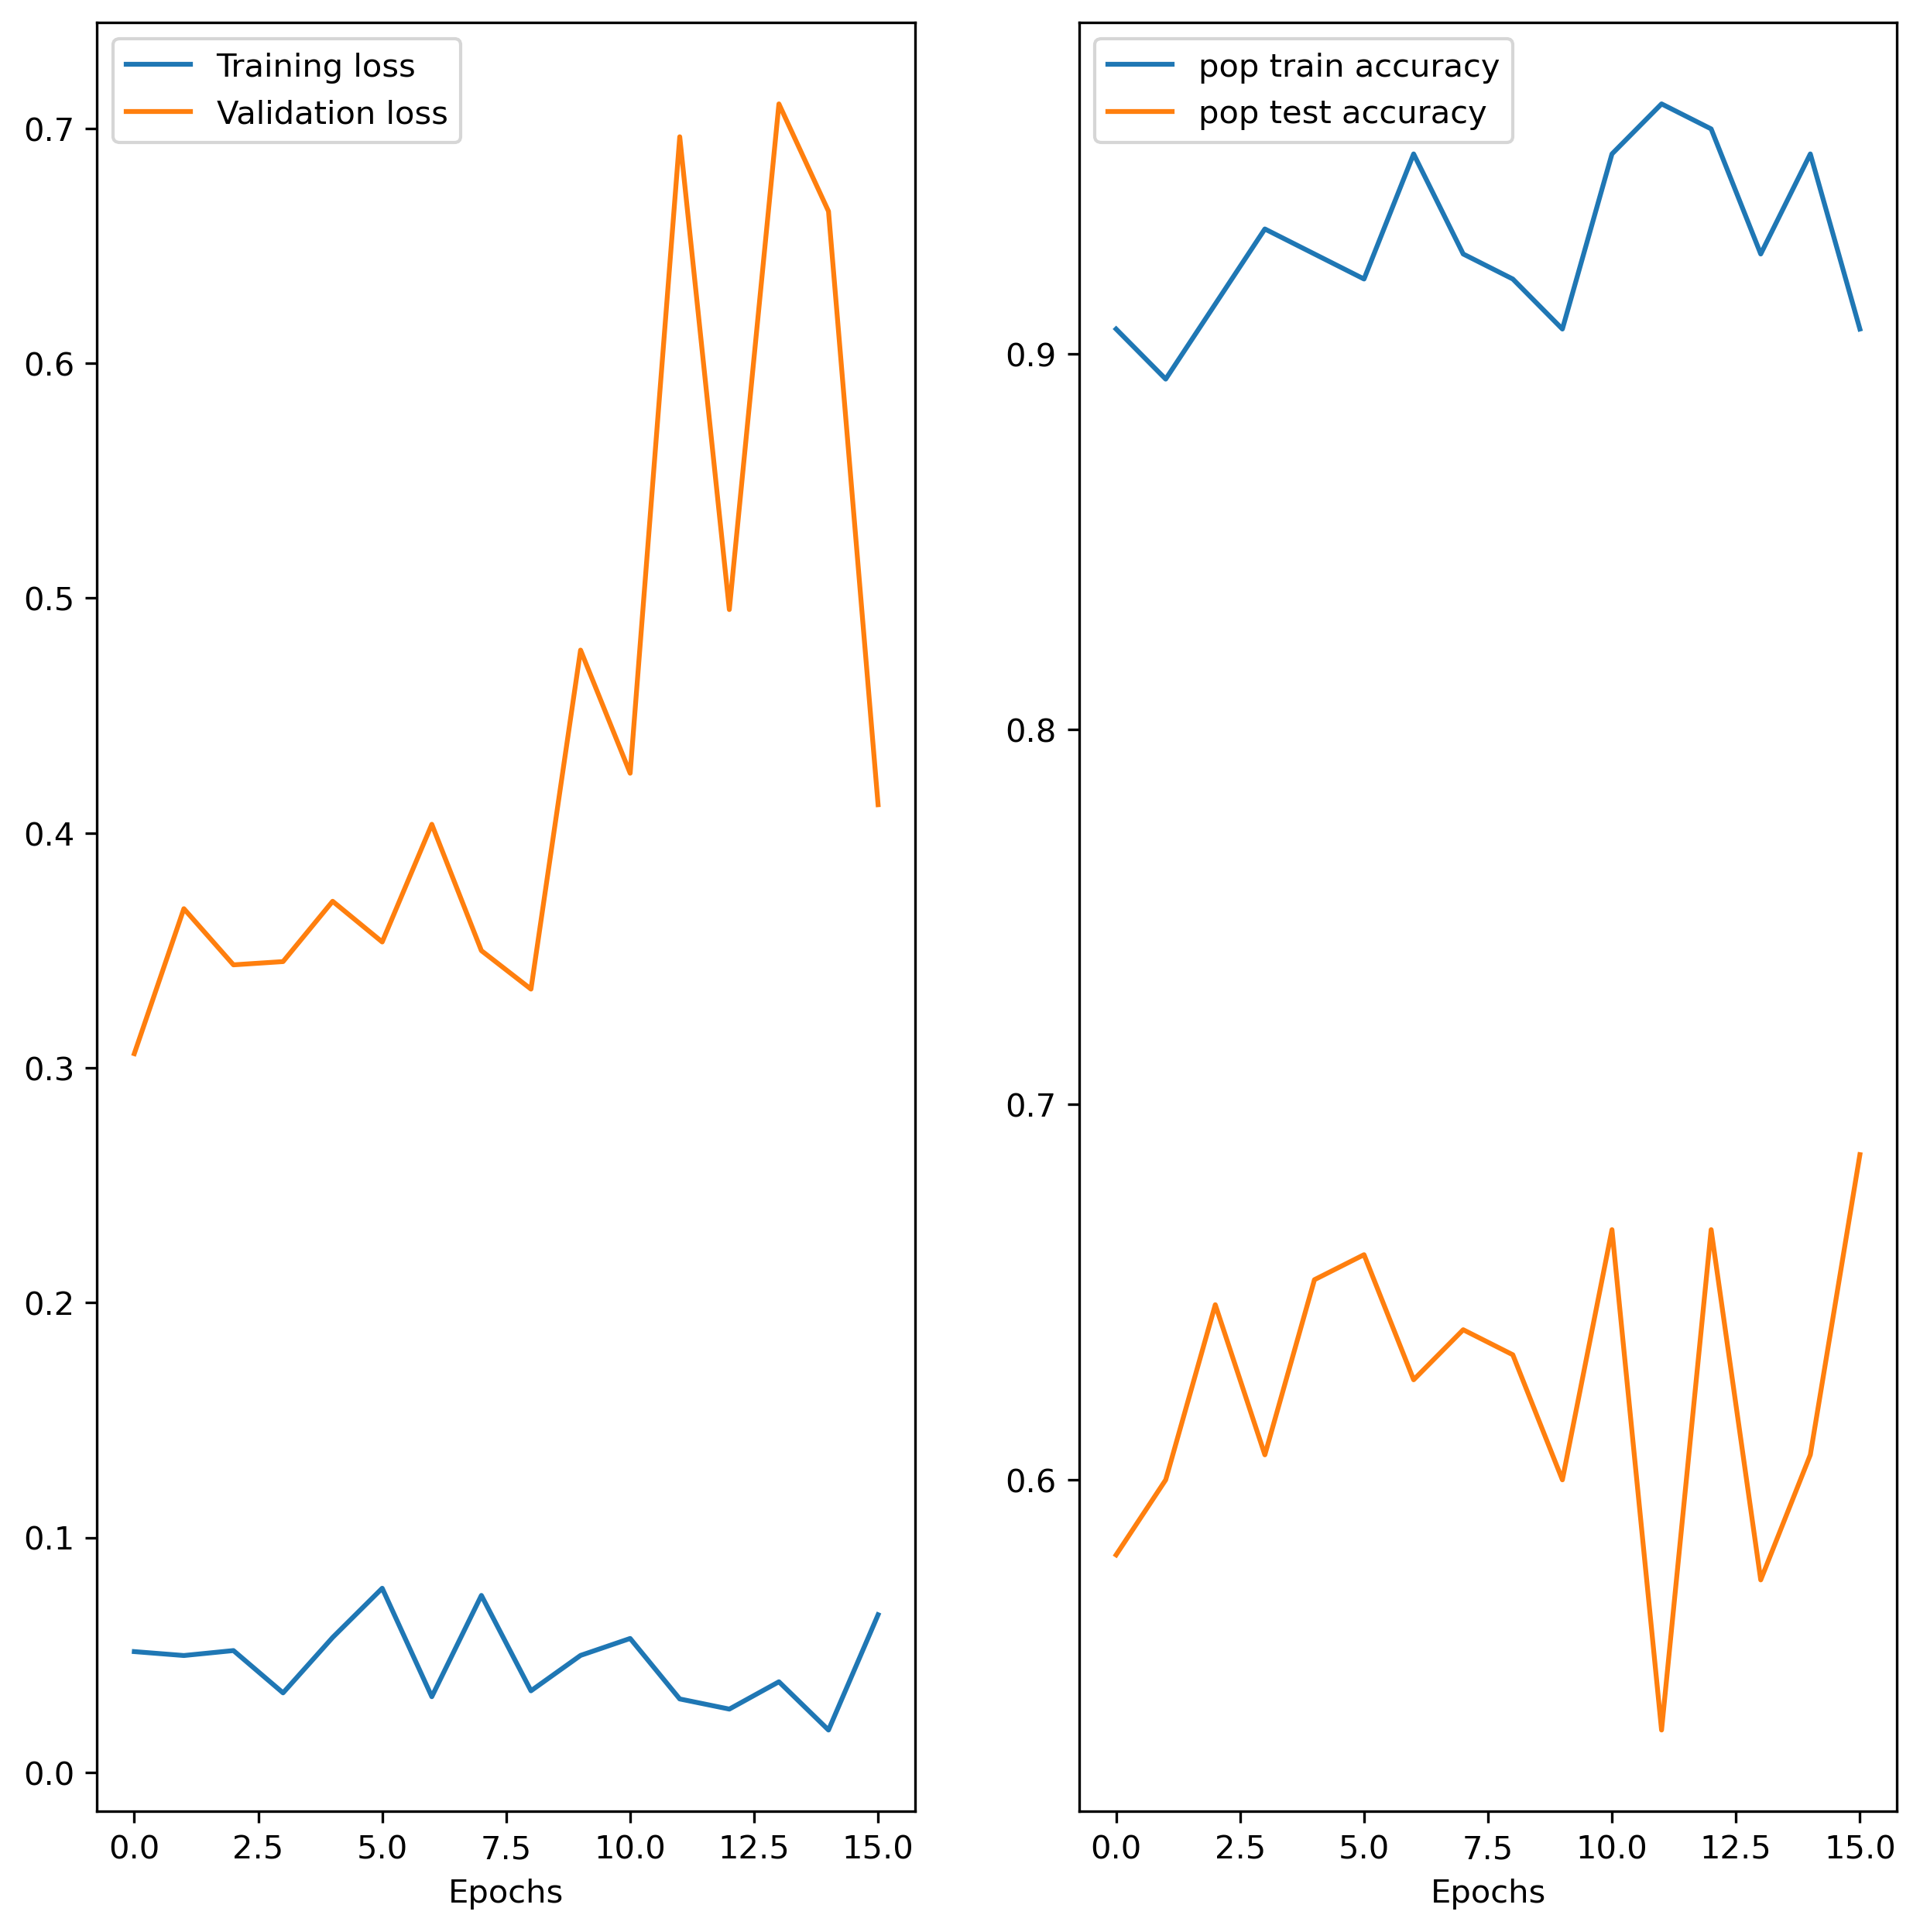 Training loss
Validation loss
0.7
0.6
0.5
0.4
0.3
0.2
0.1
0.0
0.0 2.5 5.0 7.5 10.0 12.5 15.0
Epochs
pop train accuracy
pop test accuracy
0.9
0.8
0.7
0.6
0.0 2.5 5.0 7.5 10.0 12.5 15.0
Epochs